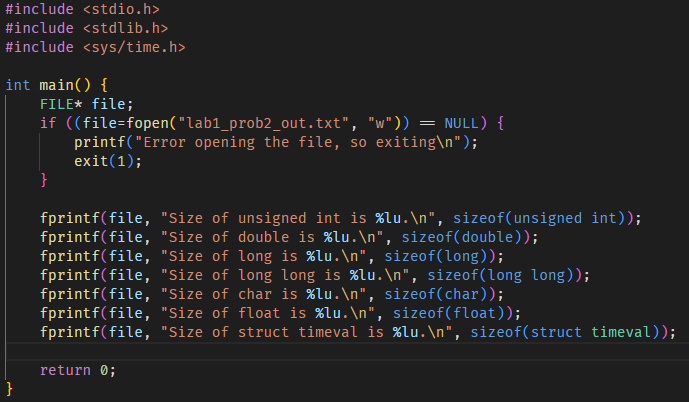 #include <stdio.h>
#include <stdlib.h>
#include <sys/time.h>

int main() {
    FILE* file;
    if ((file=fopen("lab1_prob2_out.txt", "w")) == NULL) {
        printf("Error opening the file, so exiting\n");
        exit(1);
    }

    fprintf(file, "Size of unsigned int is %lu.\n", sizeof(unsigned int));
    fprintf(file, "Size of double is %lu.\n", sizeof(double));
    fprintf(file, "Size of long is %lu.\n", sizeof(long));
    fprintf(file, "Size of long long is %lu.\n", sizeof(long long));
    fprintf(file, "Size of char is %lu.\n", sizeof(char));
    fprintf(file, "Size of float is %lu.\n", sizeof(float));
    fprintf(file, "Size of struct timeval is %lu.\n", sizeof(struct timeval));

    return 0;
}